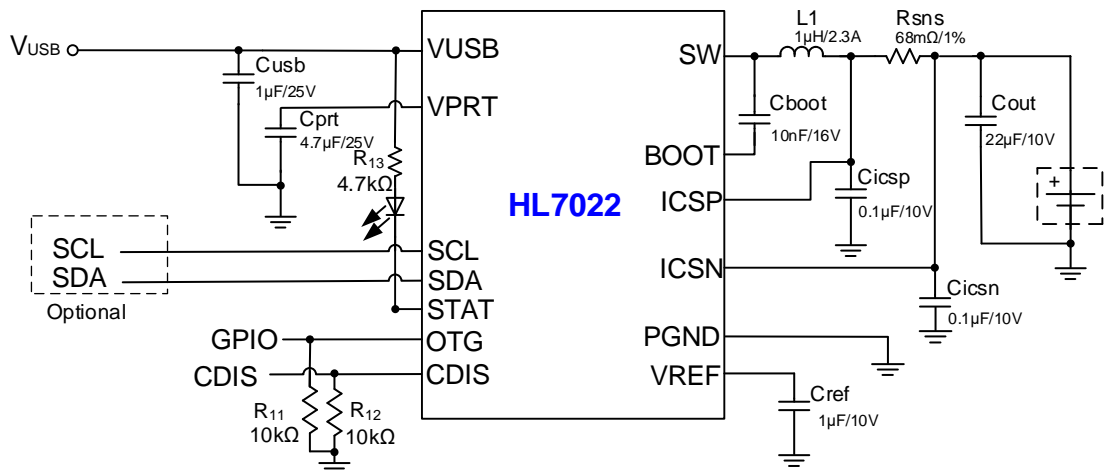 VUSB
Cusb
1µF/25V
Cprt
4.7µF/25V
R13
4.7kΩ
SCL
SDA
Optional
GPIO
CDIS
R11
10kΩ
R12
10kΩ
VUSB
VPRT
SCL
SDA
STAT
OTG
CDIS
HL7022
SW
BOOT
ICSP
ICSN
PGND
VREF
L1
1µH/2.3A
Rsns
68mΩ/1%
Cboot
10nF/16V
Cout
22µF/10V
Cicsp
0.1µF/10V
+
Cicsn
0.1µF/10V
Cref
1µF/10V